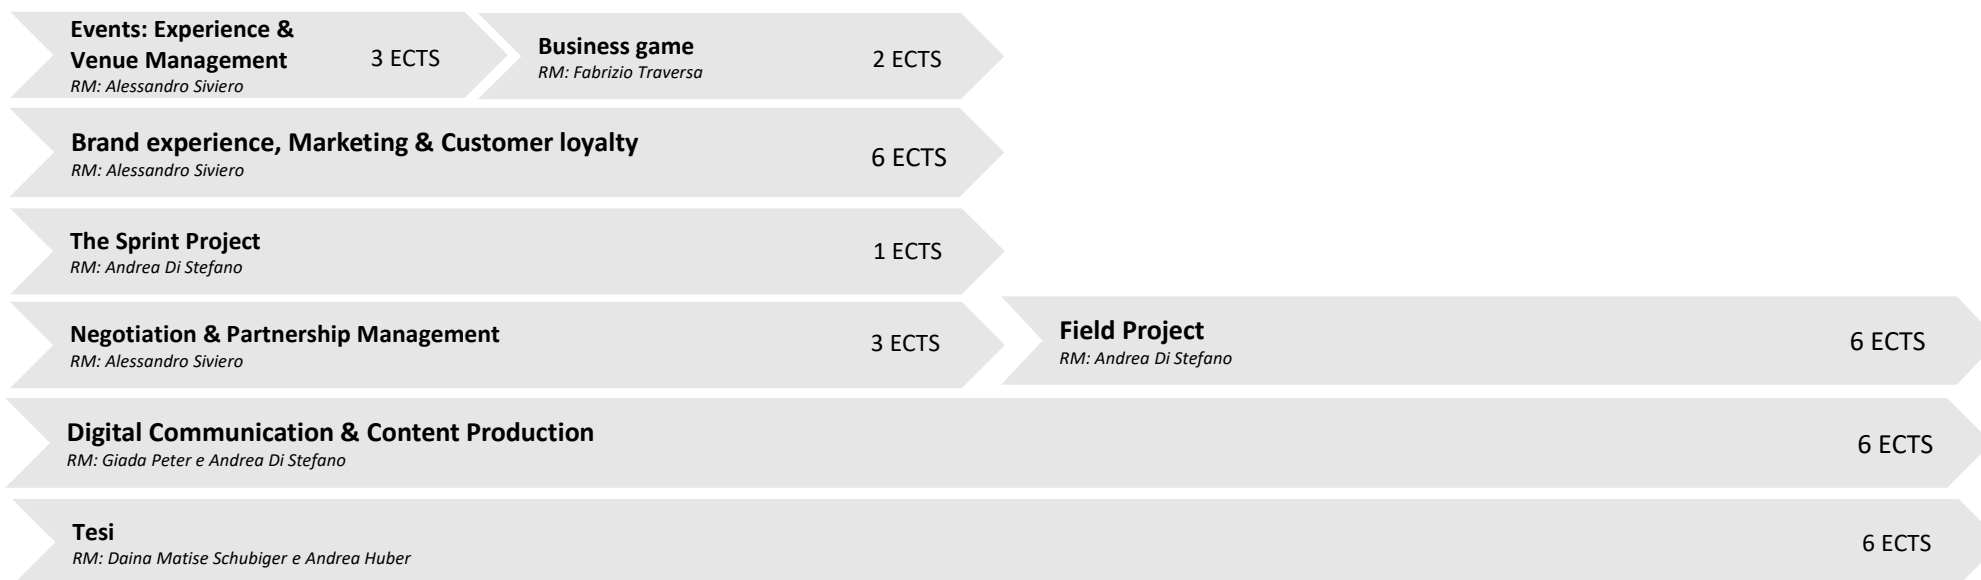 Events: Experience &
Venue Management
RM: Alessandro Siviero
3 ECTS
Business game
RM: Fabrizio Traversa
2 ECTS
Brand experience, Marketing & Customer loyalty
RM: Alessandro Siviero
6 ECTS
The Sprint Project
RM: Andrea Di Stefano
1 ECTS
Negotiation & Partnership Management
RM: Alessandro Siviero
3 ECTS
Field Project
RM: Andrea Di Stefano
6 ECTS
Digital Communication & Content Production
RM: Giada Peter e Andrea Di Stefano
6 ECTS
Tesi
RM: Daina Matise Schubiger e Andrea Huber
6 ECTS